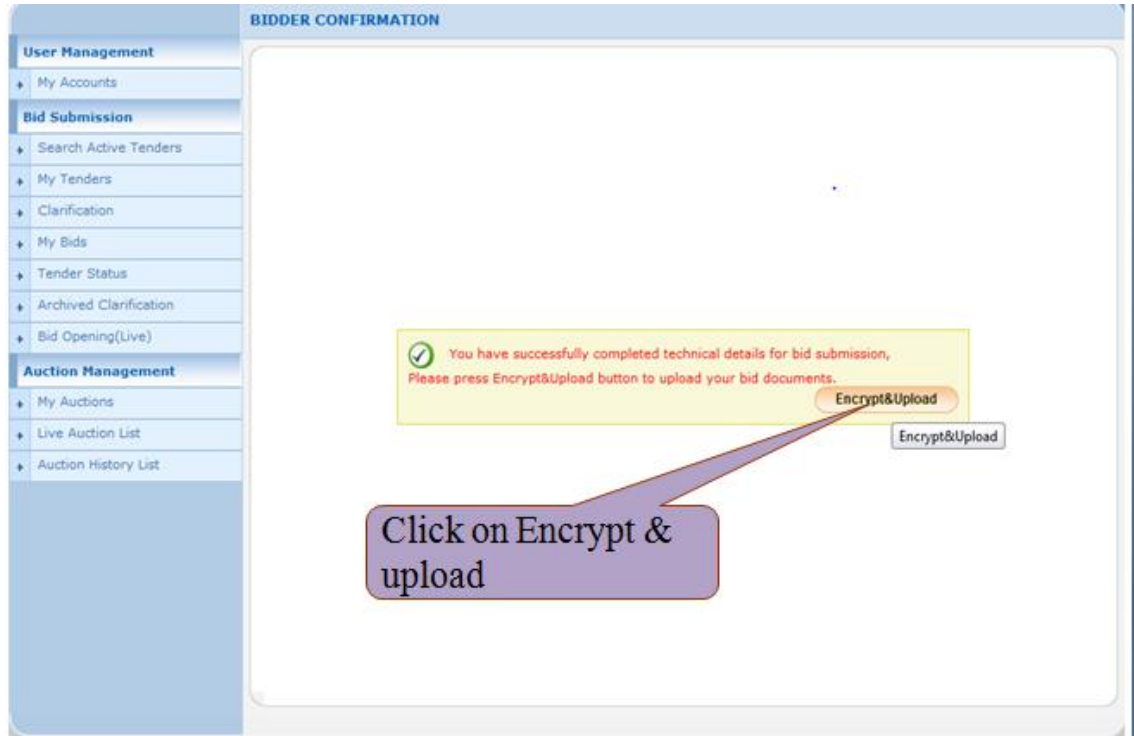 BIDDER CONFIRMATION
User Management
My Accounts
Bid Submission
Search Active Tenders
My Tenders
Clarification
My Bids
Tender Status
Archived Clarification
Bid Opening(Live)
Auction Management
My Auctions
Live Auction List
Auction History List
You have successfully completed technical details for bid submission,
Please press Encrypt&Upload button to upload your bid documents.
Encrypt&Upload
Encrypt&Upload
Click on Encrypt &
upload